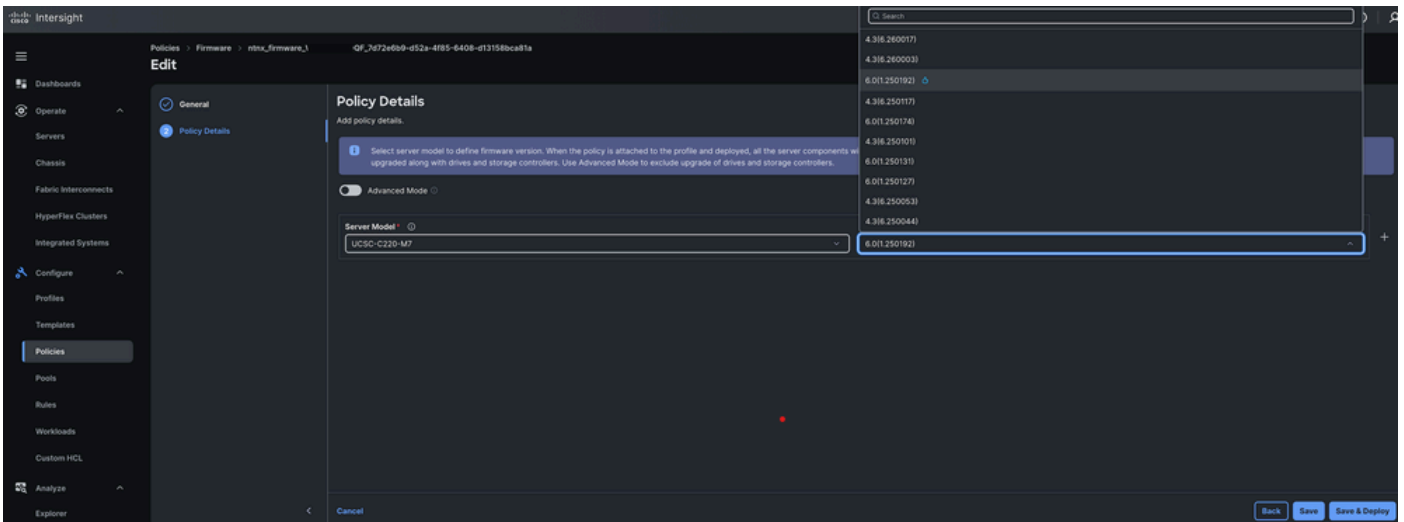 cisco Intersight
Policies > Firmware > ntnx_firmware_ QF_7d72e6b9-d52a-4f85-6408-d13158bca81a
Edit
Dashboards
Operate
Servers
Chassis
Fabric Interconnects
HyperFlex Clusters
Integrated Systems
Configure
Profiles
Templates
Policies
Pools
Rules
Workloads
Custom HCL
Analyze
Explorer
General
2 Policy Details
Policy Details
Add policy details.
Select server model to define firmware version. When the policy is attached to the profile and deployed, all the server components
upgraded along with drives and storage controllers. Use Advanced Mode to exclude upgrade of drives and storage controllers.
Advanced Mode
Server Model *
UCSC-C220-M7
Search
4.3(6.260017)
4.3(6.260003)
6.0(1.250192)
4.3(6.250117)
6.0(1.250174)
4.3(6.250101)
6.0(1.250131)
6.0(1.250127)
4.3(6.250053)
4.3(6.250044)
6.0(1.250192)
Cancel
Back
Save
Save & Deploy